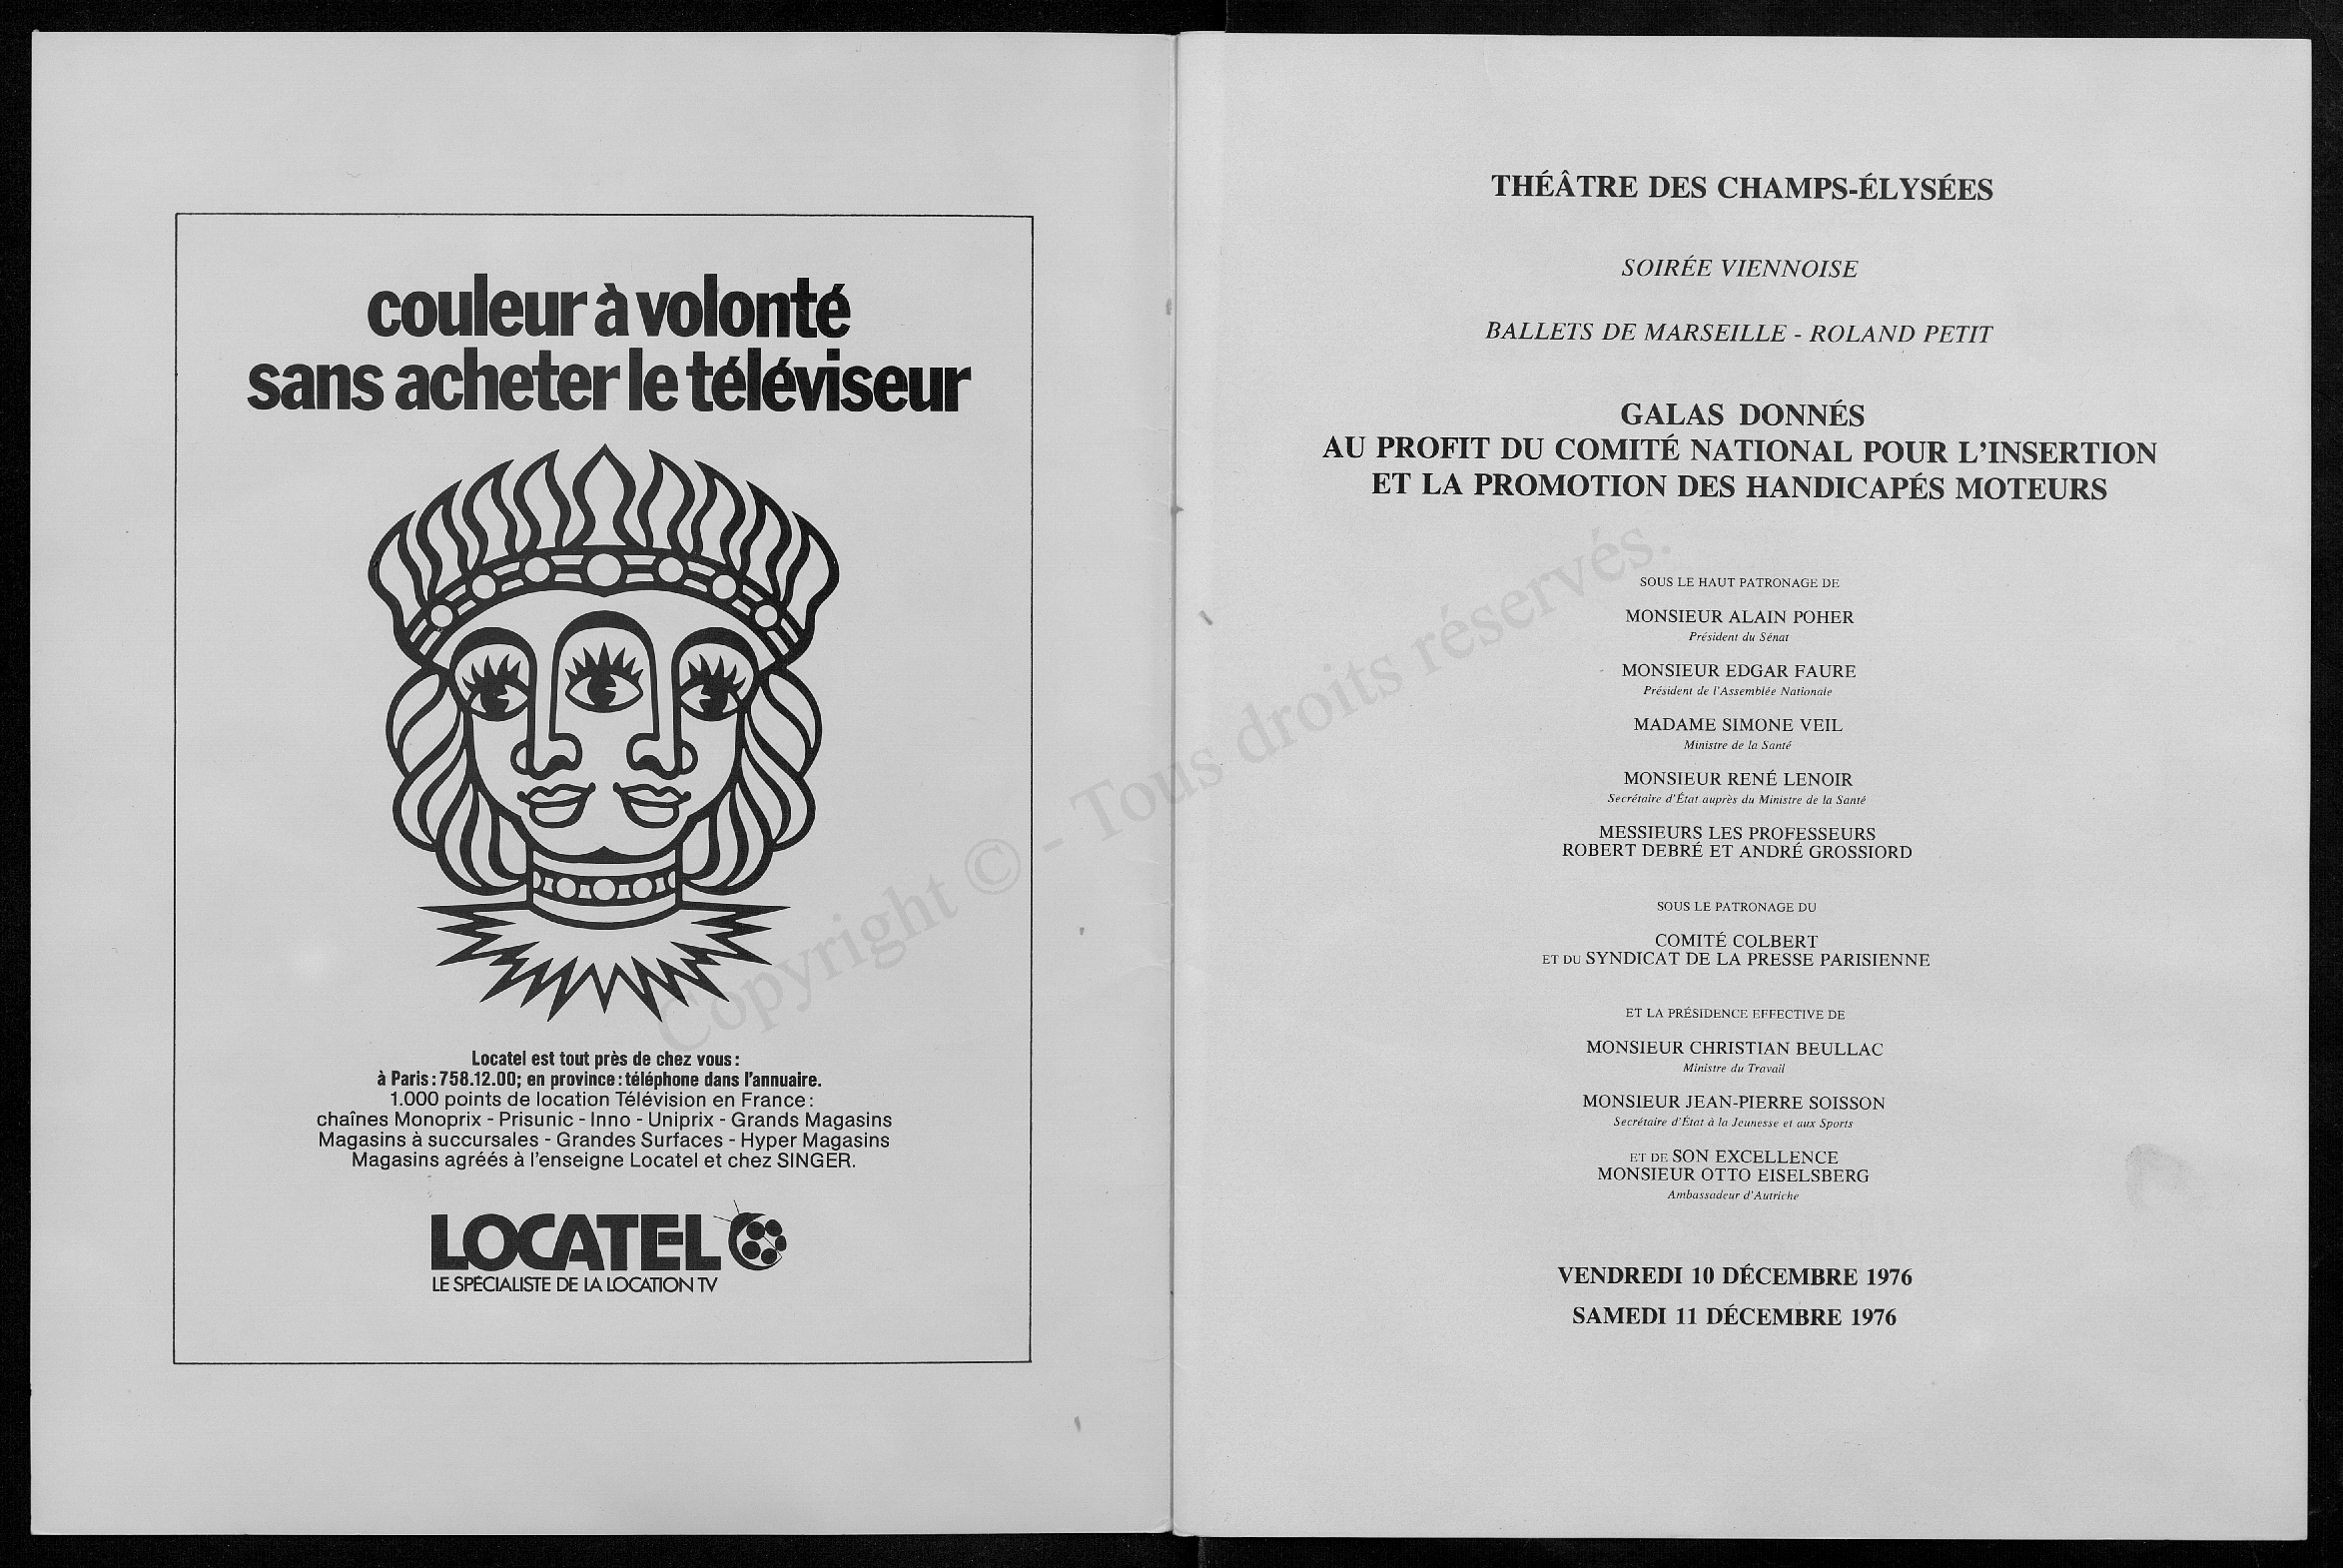 couleur à volonté
sans acheter le téléviseur
Locatel est tout près de chez vous :
à Paris : 758.12.00; en province : téléphone dans l'annuaire.
1.000 points de location Télévision en France :
chaînes Monoprix - Prisunic - Inno - Uniprix - Grands Magasins
Magasins à succursales - Grandes Surfaces - Hyper Magasins
Magasins agréés à l'enseigne Locatel et chez SINGER.
LOCATEL
LE SPÉCIALISTE DE LA LOCATION TV
THÉÂTRE DES CHAMPS-ÉLYSÉES
SOIRÉE VIENNOISE
BALLETS DE MARSEILLE - ROLAND PETIT
GALAS DONNÉS
AU PROFIT DU COMITÉ NATIONAL POUR L'INSERTION
ET LA PROMOTION DES HANDICAPÉS MOTEURS
SOUS LE HAUT PATRONAGE DE
MONSIEUR ALAIN POHER
Président du Sénat
MONSIEUR EDGAR FAURE
Président de l'Assemblée Nationale
MADAME SIMONE VEIL
Ministre de la Santé
MONSIEUR RENÉ LENOIR
Secrétaire d'État auprès du Ministre de la Santé
MESSIEURS LES PROFESSEURS
ROBERT DEBRÉ ET ANDRÉ GROSSIORD
SOUS LE PATRONAGE DU
COMITÉ COLBERT
ET DU SYNDICAT DE LA PRESSE PARISIENNE
ET LA PRÉSIDENCE EFFECTIVE DE
MONSIEUR CHRISTIAN BEULLAC
Ministre du Travail
MONSIEUR JEAN-PIERRE SOISSON
Secrétaire d'État à la Jeunesse et aux Sports
ET DE SON EXCELLENCE
MONSIEUR OTTO EISELSBERG
Ambassadeur d'Autriche
VENDREDI 10 DÉCEMBRE 1976
SAMEDI 11 DÉCEMBRE 1976
Copyright © - Tous droits réservés.